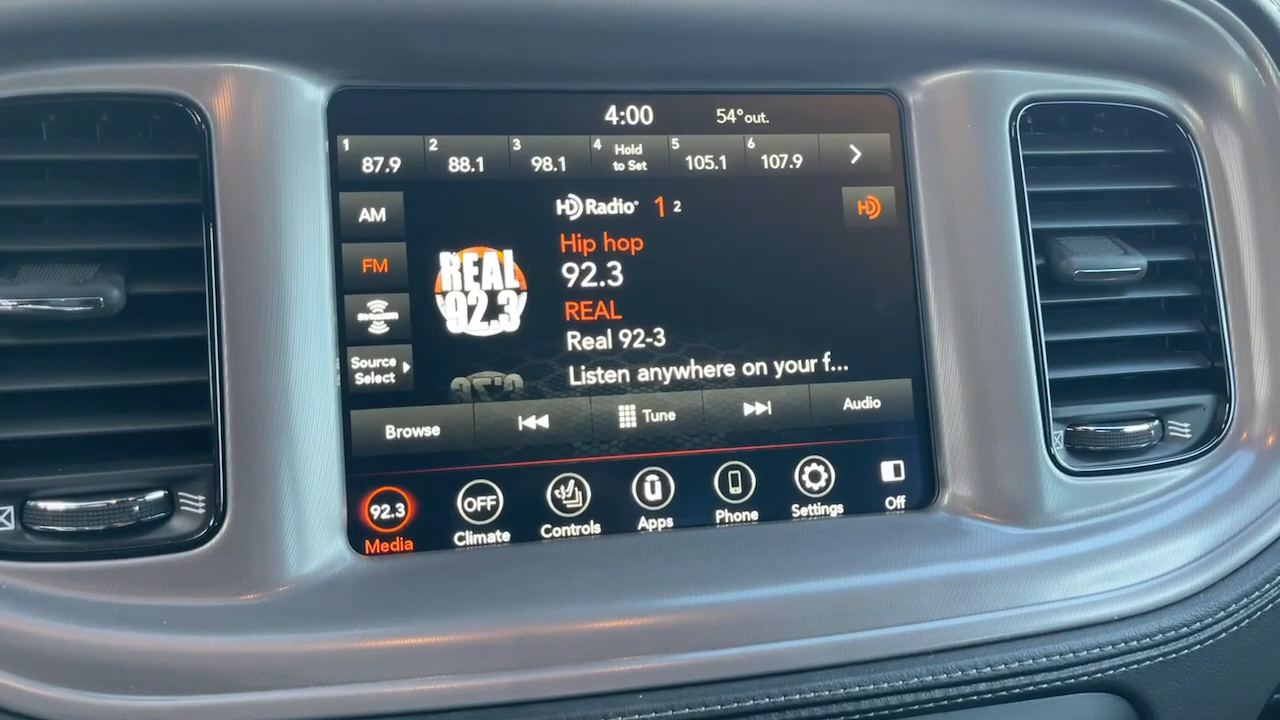 4:00 54° out.
1 87.9 2 88.1 3 98.1 4 Hold to Set 5 105.1 6 107.9
AM
HD Radio 1 2
HD
Hip hop
FM
REAL 92.3
92.3
REAL
SiriusXM
Real 92-3
Source Select
Listen anywhere on your f...
Browse Tune Audio
92.3 OFF
Media Climate Controls Apps Phone Settings Off